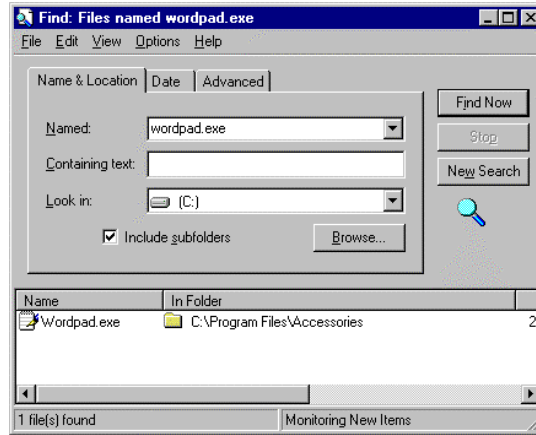 Find: Files named wordpad.exe
File Edit View Options Help
Name & Location Date Advanced
Find Now
Named: wordpad.exe
Stop
Containing text:
New Search
Look in: (C:)
Include subfolders Browse...
Name In Folder
Wordpad.exe C:\Program Files\Accessories 2
1 file(s) found Monitoring New Items